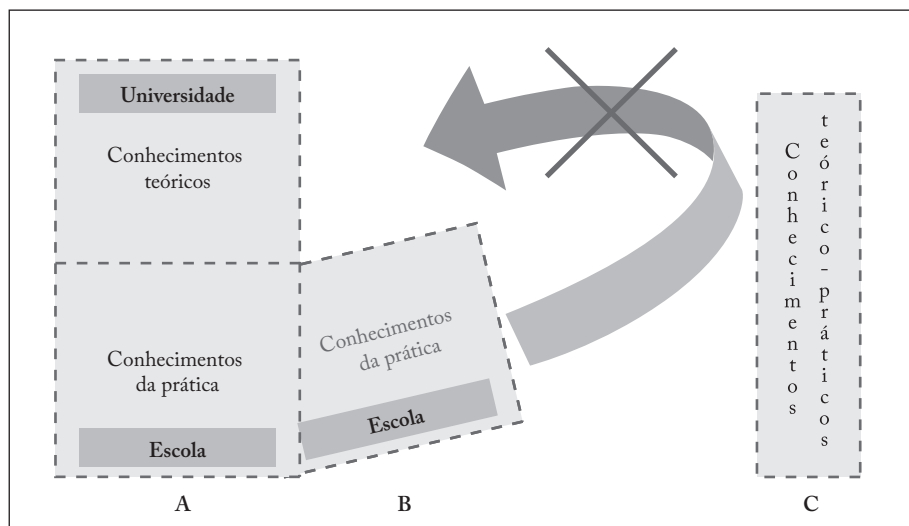 Universidade
Conhecimentos
teóricos
Conhecimentos
da prática
Escola
A
Conhecimentos
da prática
Escola
B
Conhecimentos
teórico-práticos
C